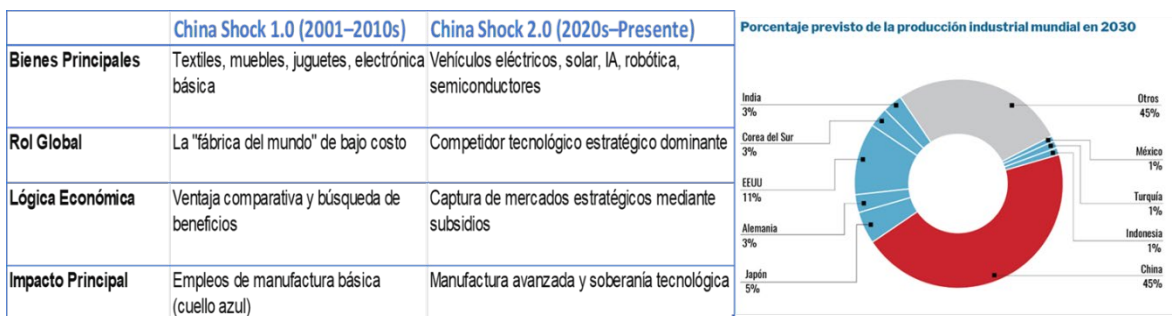 China Shock 1.0 (2001–2010s)
China Shock 2.0 (2020s–Presente)
Bienes Principales
Textiles, muebles, juguetes, electrónica
básica
Vehículos eléctricos, solar, IA, robótica,
semiconductores
Rol Global
La "fábrica del mundo" de bajo costo
Competidor tecnológico estratégico dominante
Lógica Económica
Ventaja comparativa y búsqueda de
beneficios
Captura de mercados estratégicos mediante
subsidios
Impacto Principal
Empleos de manufactura básica
(cuello azul)
Manufactura avanzada y soberanía tecnológica
Porcentaje previsto de la producción industrial mundial en 2030
India
3%
Corea del Sur
3%
EEUU
11%
Alemania
3%
Japón
5%
Otros
45%
México
1%
Turquía
1%
Indonesia
1%
China
45%